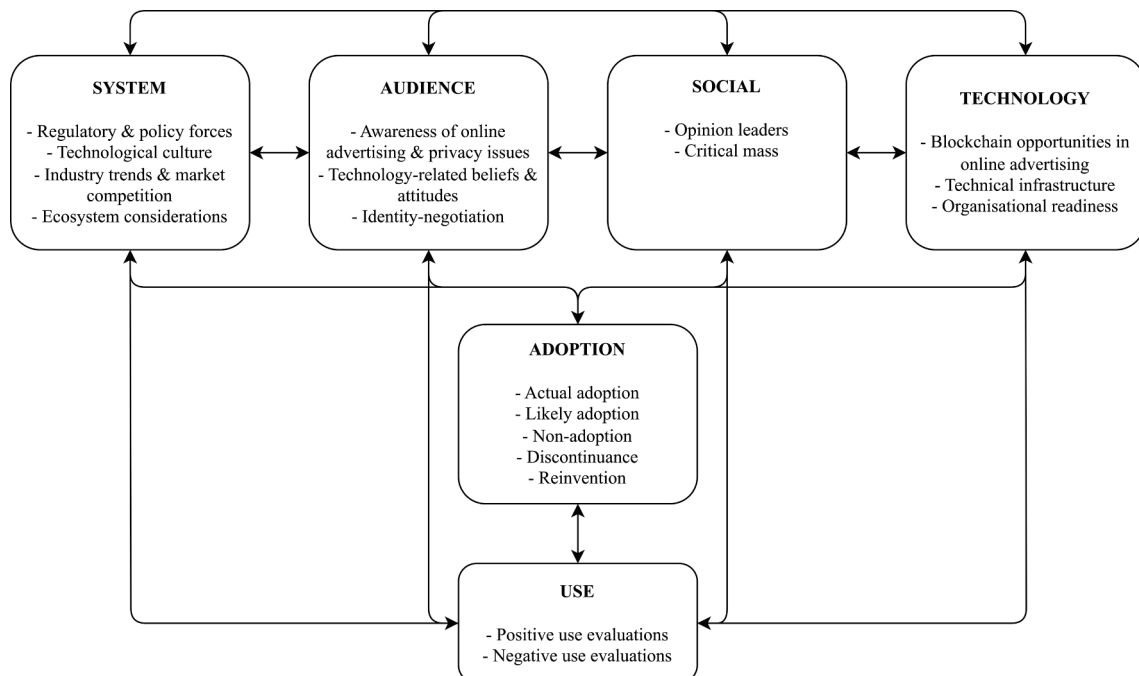 SYSTEM
- Regulatory & policy forces
- Technological culture
- Industry trends & market
competition
- Ecosystem considerations
AUDIENCE
- Awareness of online
advertising & privacy issues
- Technology-related beliefs &
attitudes
- Identity-negotiation
SOCIAL
- Opinion leaders
- Critical mass
TECHNOLOGY
- Blockchain opportunities in
online advertising
- Technical infrastructure
- Organisational readiness
ADOPTION
- Actual adoption
- Likely adoption
- Non-adoption
- Discontinuance
- Reinvention
USE
- Positive use evaluations
- Negative use evaluations